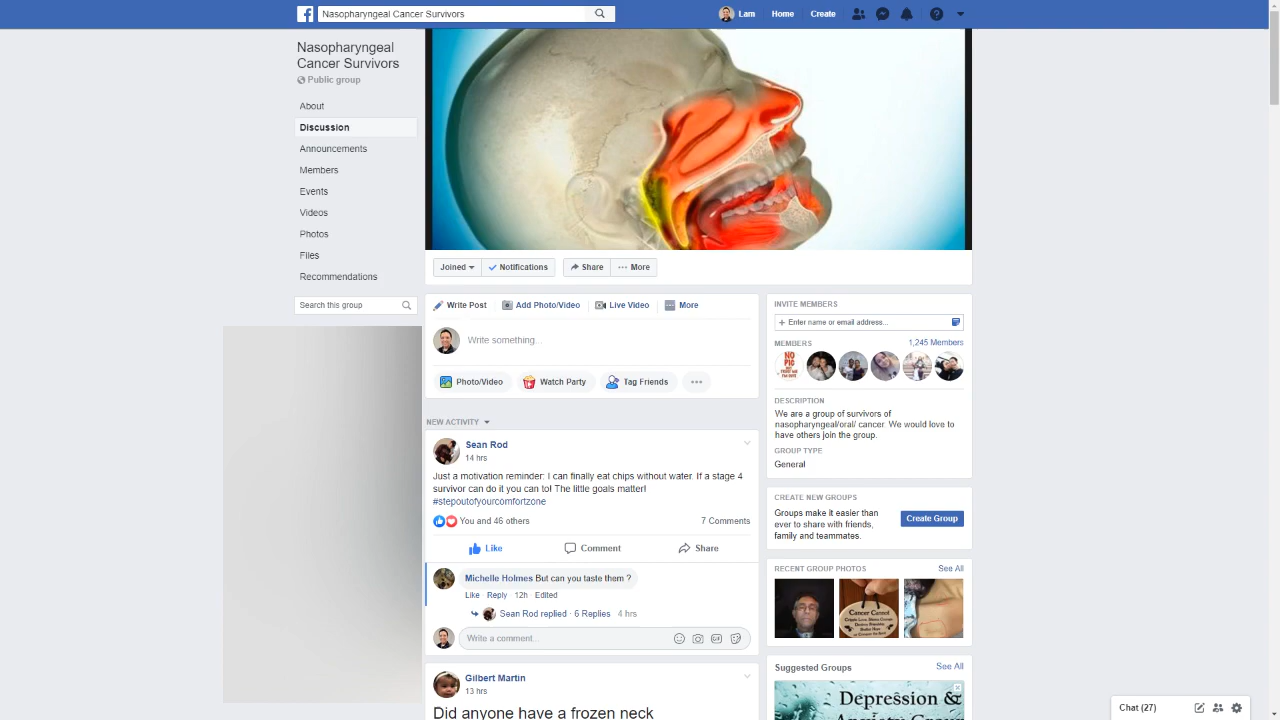 Nasopharyngeal Cancer Survivors
Lam
Home
Create
Nasopharyngeal
Cancer Survivors
Public group
About
Discussion
Announcements
Members
Events
Videos
Photos
Files
Recommendations
Search this group
Joined
Notifications
Share
More
Write Post
Add Photo/Video
Live Video
More
Write something...
Photo/Video
Watch Party
Tag Friends
NEW ACTIVITY
Sean Rod
14 hrs
Just a motivation reminder: I can finally eat chips without water. If a stage 4
survivor can do it you can to! The little goals matter!
#stepoutofyourcomfortzone
You and 46 others
7 Comments
Like
Comment
Share
Michelle Holmes But can you taste them ?
Like Reply 12h Edited
Sean Rod replied · 6 Replies 4 hrs
Write a comment...
GIF
Gilbert Martin
13 hrs
Did anyone have a frozen neck
INVITE MEMBERS
+ Enter name or email address...
MEMBERS
1,245 Members
NO
PIC
DESCRIPTION
We are a group of survivors of
nasopharyngeal/oral/ cancer. We would love to
have others join the group.
GROUP TYPE
General
CREATE NEW GROUPS
Groups make it easier than
ever to share with friends,
family and teammates.
Create Group
RECENT GROUP PHOTOS
See All
Cancer Cannot
Suggested Groups
See All
Depression &
Anxiety Group
Chat (27)